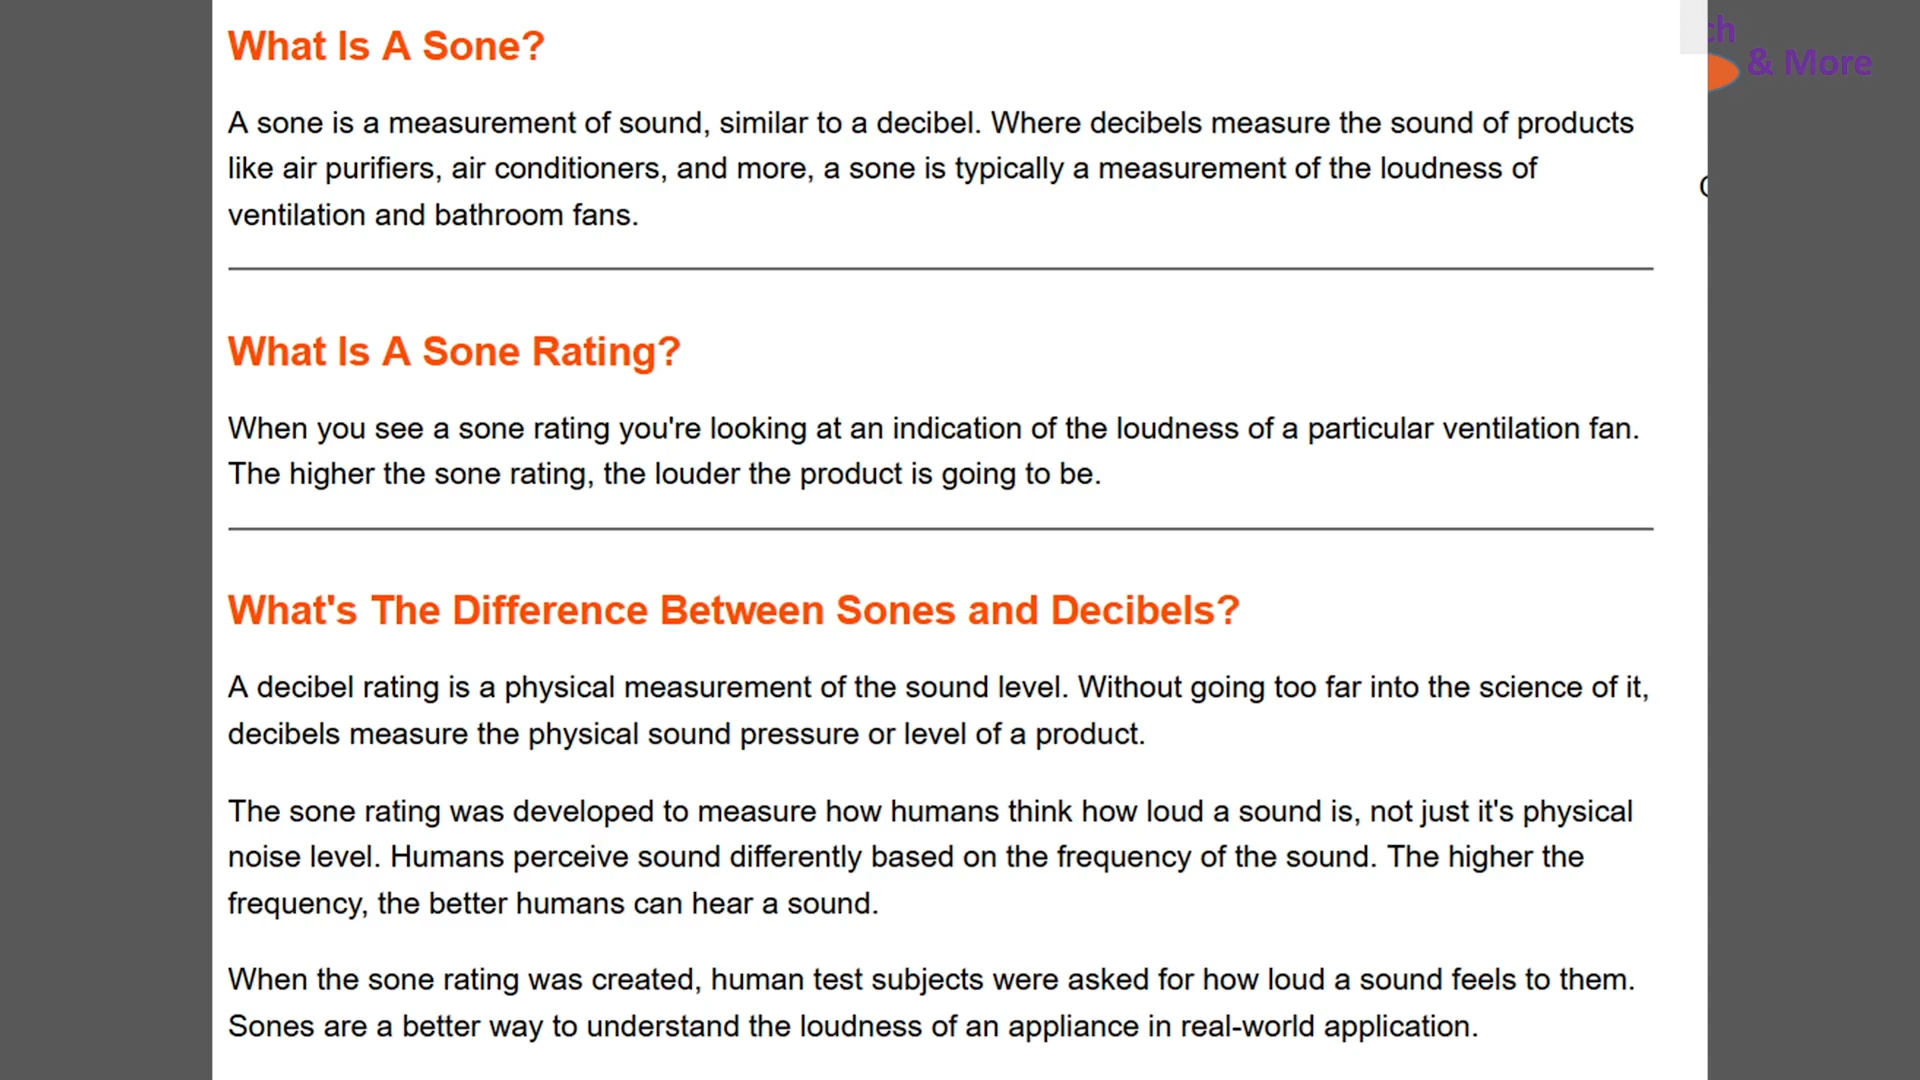 What Is A Sone?
A sone is a measurement of sound, similar to a decibel. Where decibels measure the sound of products
like air purifiers, air conditioners, and more, a sone is typically a measurement of the loudness of
ventilation and bathroom fans.
What Is A Sone Rating?
When you see a sone rating you're looking at an indication of the loudness of a particular ventilation fan.
The higher the sone rating, the louder the product is going to be.
What's The Difference Between Sones and Decibels?
A decibel rating is a physical measurement of the sound level. Without going too far into the science of it,
decibels measure the physical sound pressure or level of a product.
The sone rating was developed to measure how humans think how loud a sound is, not just it's physical
noise level. Humans perceive sound differently based on the frequency of the sound. The higher the
frequency, the better humans can hear a sound.
When the sone rating was created, human test subjects were asked for how loud a sound feels to them.
Sones are a better way to understand the loudness of an appliance in real-world application.
ch
& More